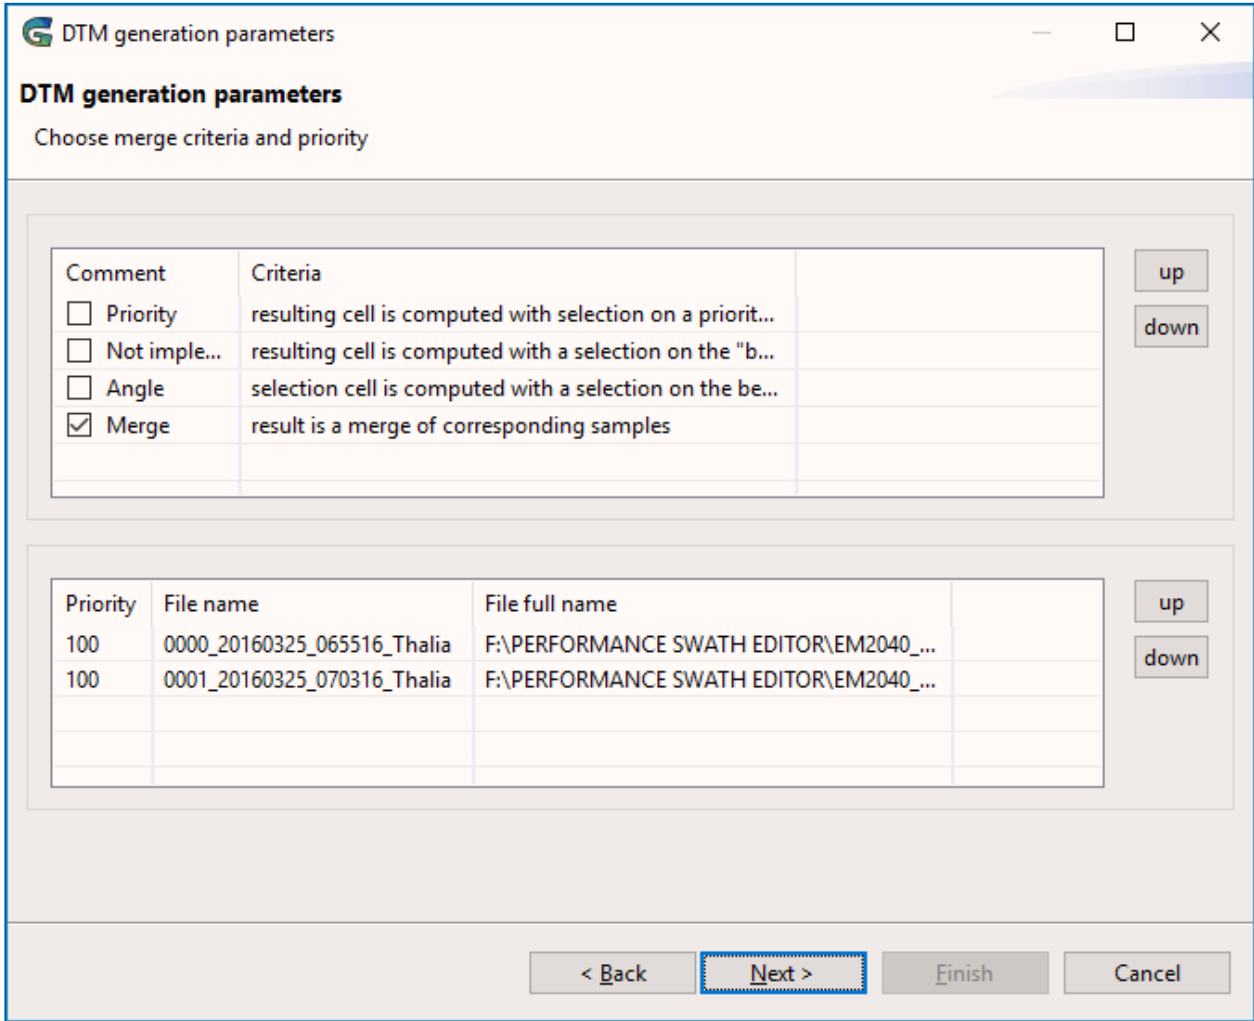 DTM generation parameters
DTM generation parameters
Choose merge criteria and priority
Comment Criteria
Priority resulting cell is computed with selection on a priorit...
Not imple... resulting cell is computed with a selection on the "b...
Angle selection cell is computed with a selection on the be...
Merge result is a merge of corresponding samples
up
down
Priority File name File full name
100 0000_20160325_065516_Thalia F:\PERFORMANCE SWATH EDITOR\EM2040_...
100 0001_20160325_070316_Thalia F:\PERFORMANCE SWATH EDITOR\EM2040_...
up
down
< Back Next > Finish Cancel